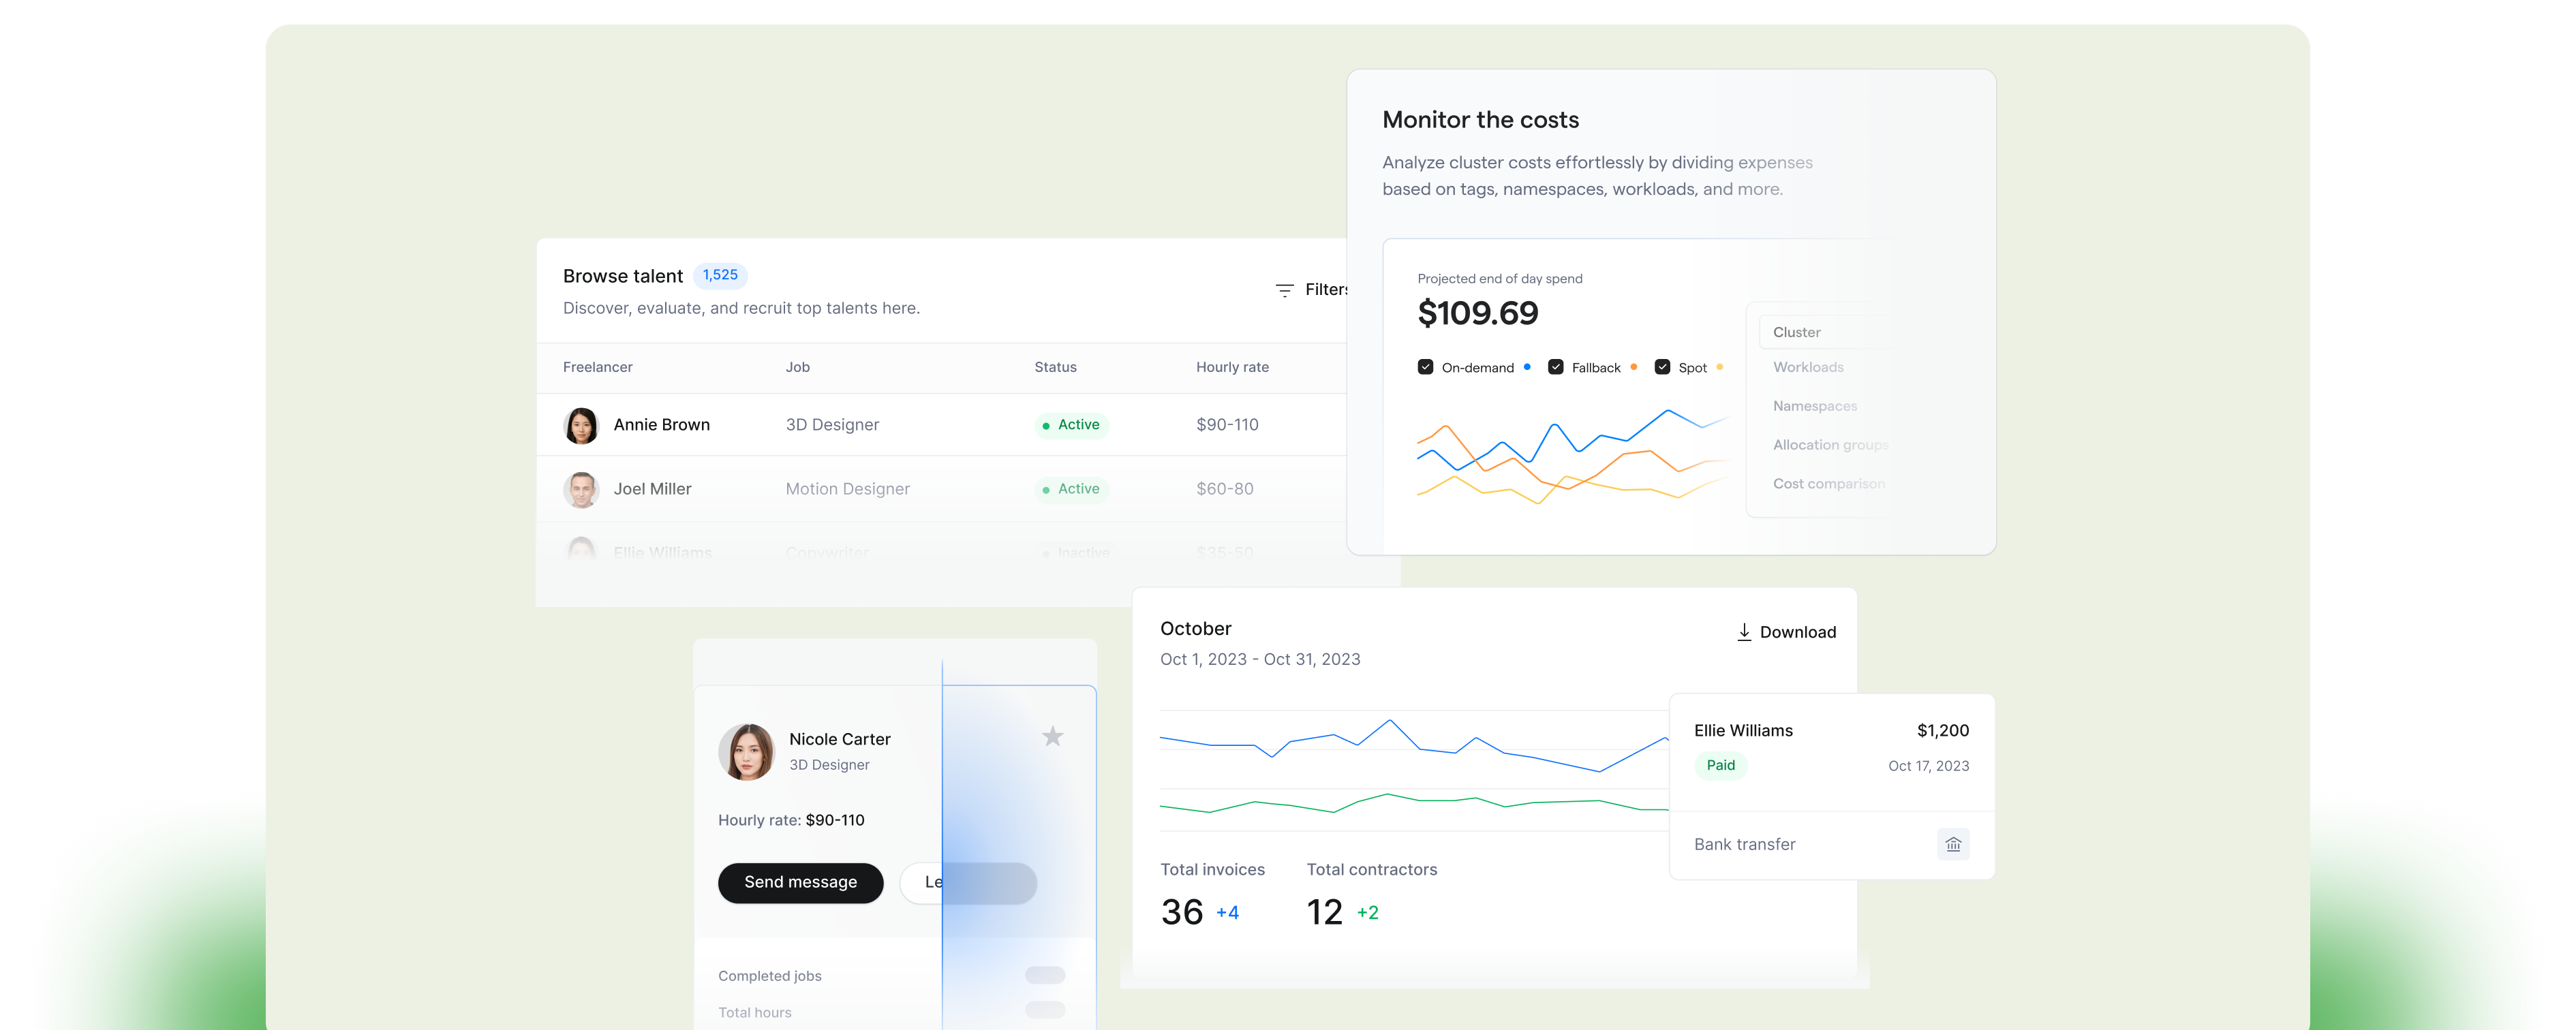 Monitor the costs
Analyze cluster costs effortlessly by dividing expenses
based on tags, namespaces, workloads, and more.
Projected end of day spend
$109.69
On-demand Fallback Spot
Cluster
Workloads
Namespaces
Allocation groups
Cost comparison
Browse talent 1,525
Discover, evaluate, and recruit top talents here.
Filters
Freelancer Job Status Hourly rate
Annie Brown 3D Designer Active $90-110
Joel Miller Motion Designer Active $60-80
Ellie Williams Copywriter Inactive $35-50
October
Oct 1, 2023 - Oct 31, 2023
Download
Total invoices Total contractors
36 +4 12 +2
Ellie Williams $1,200
Paid Oct 17, 2023
Bank transfer
Nicole Carter
3D Designer
Hourly rate: $90-110
Send message Le
Completed jobs
Total hours